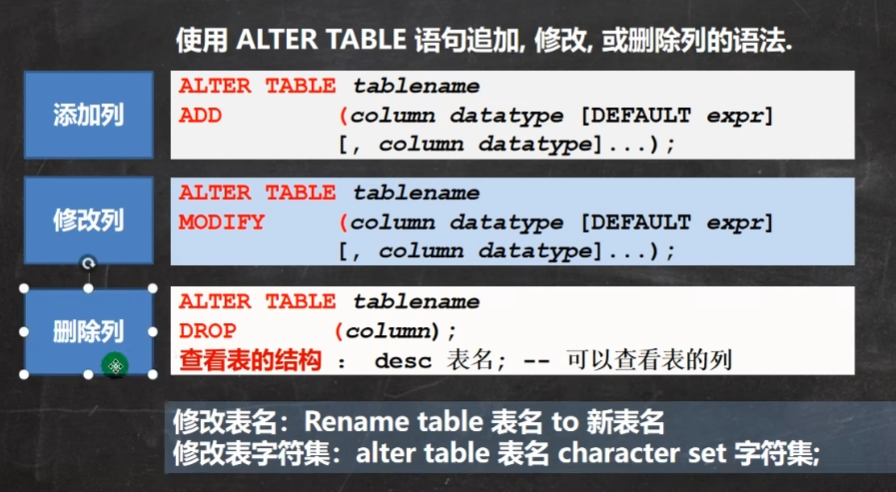 使用 ALTER TABLE 语句追加, 修改, 或删除列的语法.
添加列
ALTER TABLE tablename
ADD (column datatype [DEFAULT expr]
[, column datatype]...);
修改列
ALTER TABLE tablename
MODIFY (column datatype [DEFAULT expr]
[, column datatype]...);
删除列
ALTER TABLE tablename
DROP (column);
查看表的结构 : desc 表名; -- 可以查看表的列
修改表名：Rename table 表名 to 新表名
修改表字符集：alter table 表名 character set 字符集;